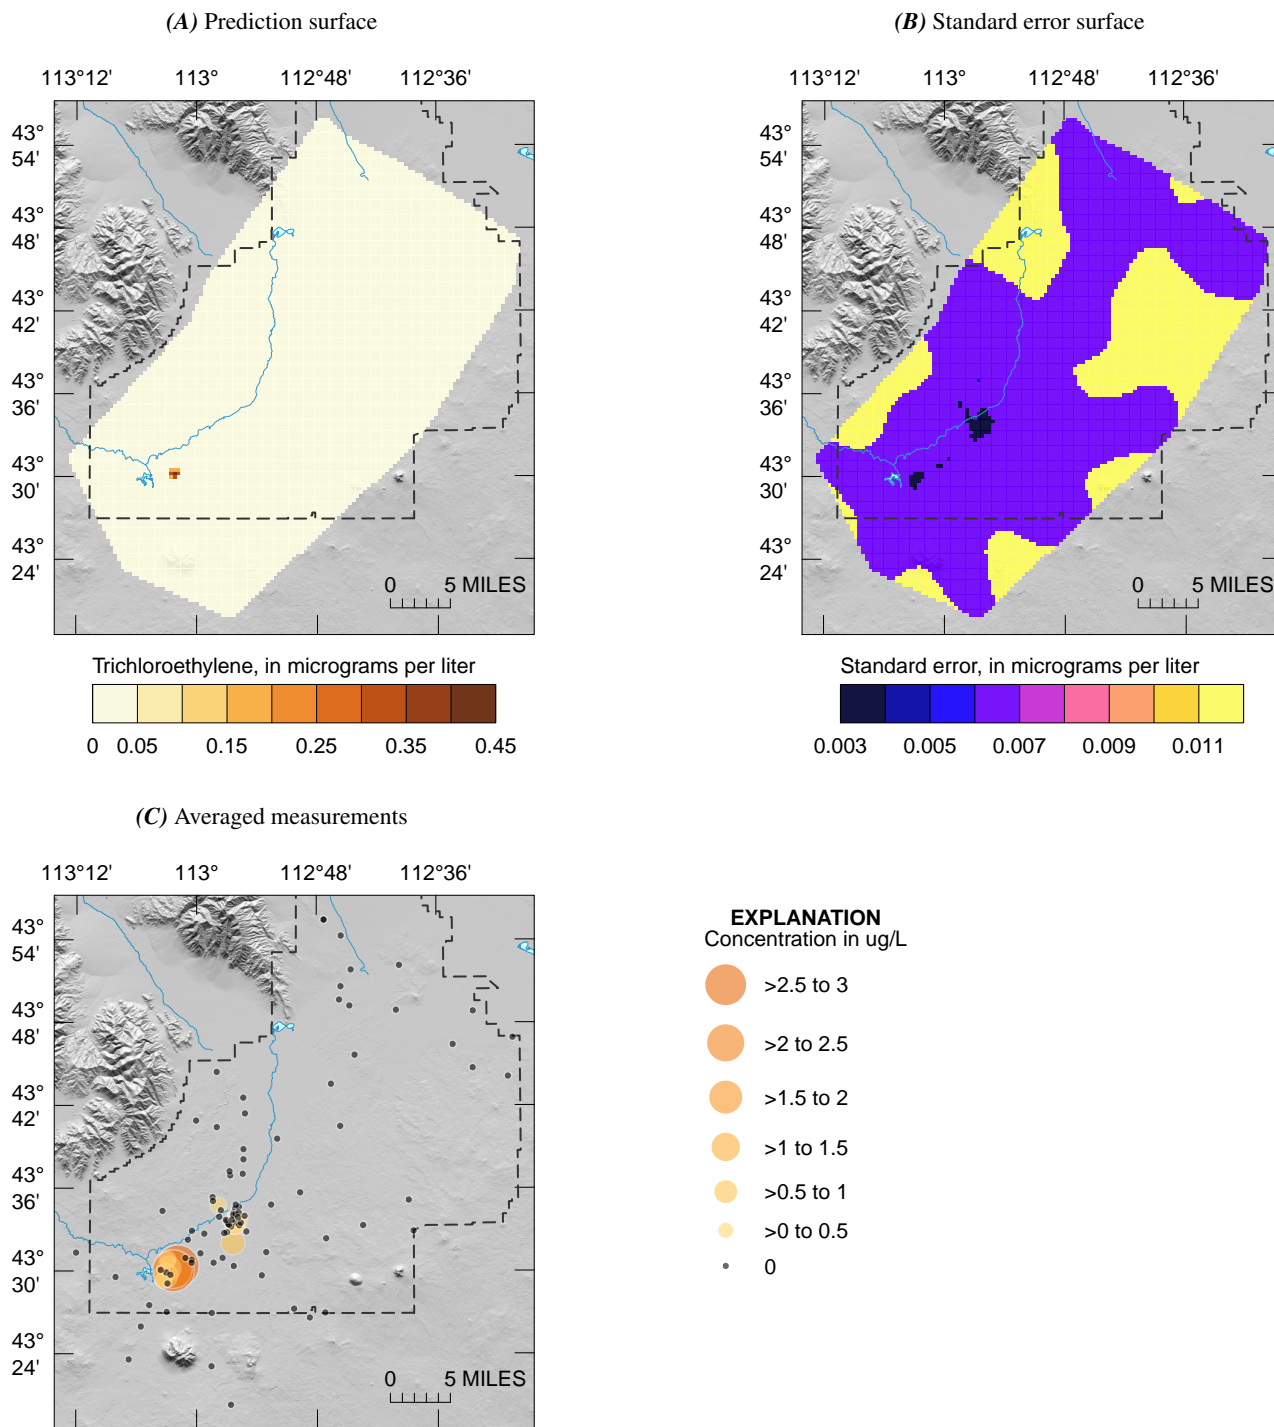 (A) Prediction surface
113°12' 113° 112°48' 112°36'
43°
54'
43°
48'
43°
42'
43°
36'
43°
30'
43°
24'
0 5 MILES
Trichloroethylene, in micrograms per liter
0 0.05 0.15 0.25 0.35 0.45
(B) Standard error surface
113°12' 113° 112°48' 112°36'
43°
54'
43°
48'
43°
42'
43°
36'
43°
30'
43°
24'
0 5 MILES
Standard error, in micrograms per liter
0.003 0.005 0.007 0.009 0.011
(C) Averaged measurements
113°12' 113° 112°48' 112°36'
43°
54'
43°
48'
43°
42'
43°
36'
43°
30'
43°
24'
0 5 MILES
EXPLANATION
Concentration in ug/L
>2.5 to 3
>2 to 2.5
>1.5 to 2
>1 to 1.5
>0.5 to 1
>0 to 0.5
0